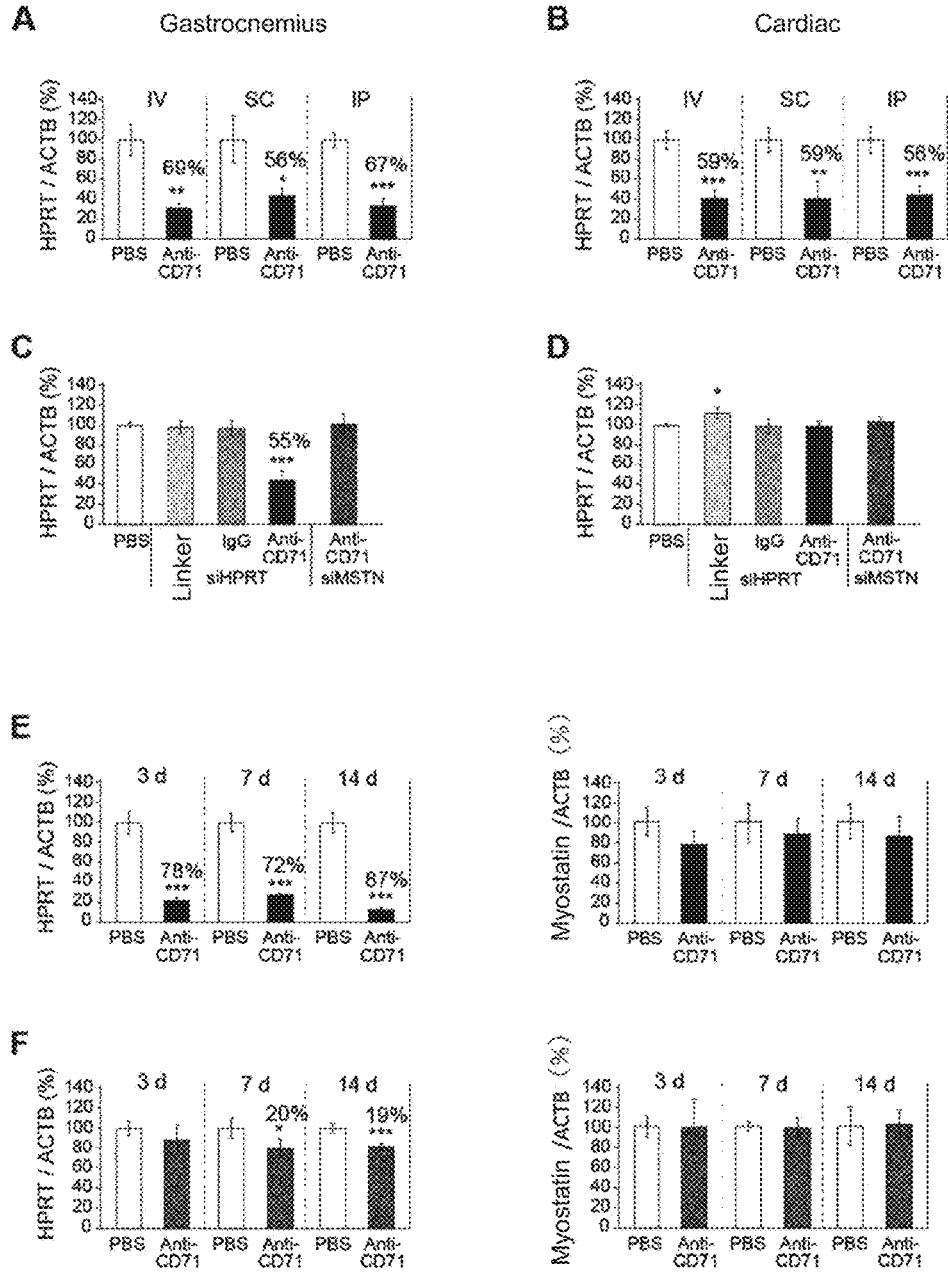 A Gastrocnemius
HPRT / ACTB (%)
140
120
100
80
60
40
20
0
IV SC IP
69% 56% 67%
** * ***
PBS Anti-CD71 PBS Anti-CD71 PBS Anti-CD71
B Cardiac
HPRT / ACTB (%)
140
120
100
80
60
40
20
0
IV SC IP
59% 59% 56%
*** ** ***
PBS Anti-CD71 PBS Anti-CD71 PBS Anti-CD71
C
HPRT / ACTB (%)
140
120
100
80
60
40
20
0
55%
***
PBS Linker IgG Anti-CD71 Anti-CD71
siHPRT siMSTN
D
HPRT / ACTB (%)
140
120
100
80
60
40
20
0
*
PBS Linker IgG Anti-CD71 Anti-CD71
siHPRT siMSTN
E
HPRT / ACTB (%)
140
120
100
80
60
40
20
0
3 d 7 d 14 d
78% 72% 87%
*** *** ***
PBS Anti-CD71 PBS Anti-CD71 PBS Anti-CD71
Myostatin /ACTB (%)
140
120
100
80
60
40
20
0
3 d 7 d 14 d
PBS Anti-CD71 PBS Anti-CD71 PBS Anti-CD71
F
HPRT / ACTB (%)
140
120
100
80
60
40
20
0
3 d 7 d 14 d
20% 19%
* ***
PBS Anti-CD71 PBS Anti-CD71 PBS Anti-CD71
Myostatin /ACTB (%)
140
120
100
80
60
40
20
0
3 d 7 d 14 d
PBS Anti-CD71 PBS Anti-CD71 PBS Anti-CD71